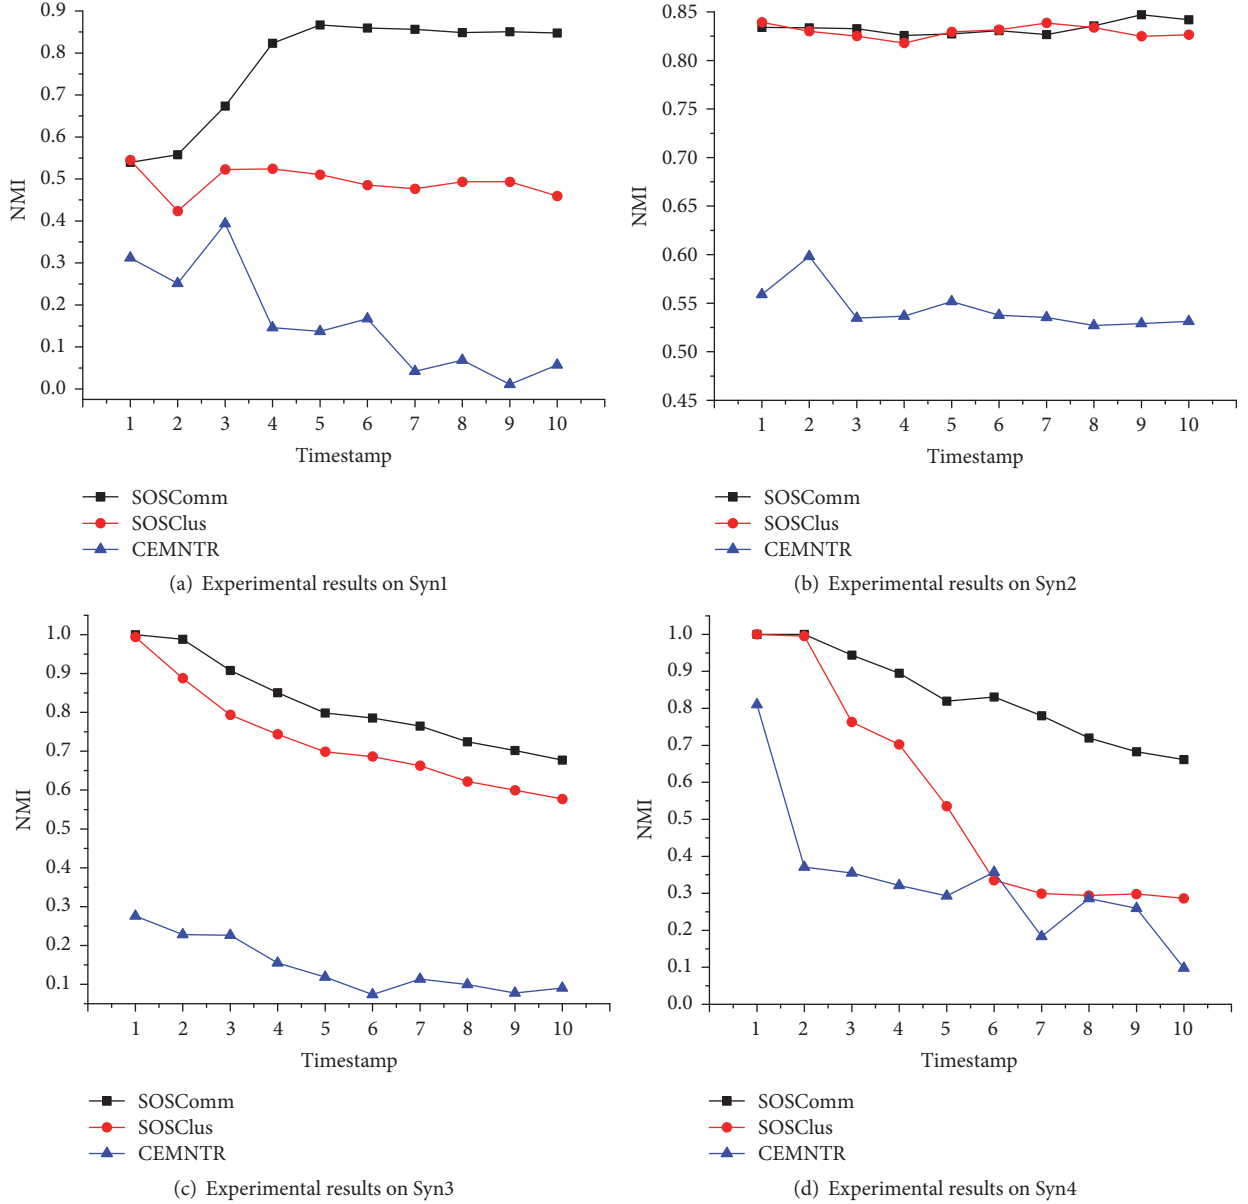 0.9
0.8
0.7
0.6
0.5
0.4
0.3
0.2
0.1
0.0
NMI
1 2 3 4 5 6 7 8 9 10
Timestamp
SOSComm
SOSClus
CEMNTR
(a) Experimental results on Syn1
0.85
0.80
0.75
0.70
0.65
0.60
0.55
0.50
0.45
NMI
1 2 3 4 5 6 7 8 9 10
Timestamp
SOSComm
SOSClus
CEMNTR
(b) Experimental results on Syn2
1.0
0.9
0.8
0.7
0.6
0.5
0.4
0.3
0.2
0.1
NMI
1 2 3 4 5 6 7 8 9 10
Timestamp
SOSComm
SOSClus
CEMNTR
(c) Experimental results on Syn3
1.0
0.9
0.8
0.7
0.6
0.5
0.4
0.3
0.2
0.1
0.0
NMI
1 2 3 4 5 6 7 8 9 10
Timestamp
SOSComm
SOSClus
CEMNTR
(d) Experimental results on Syn4